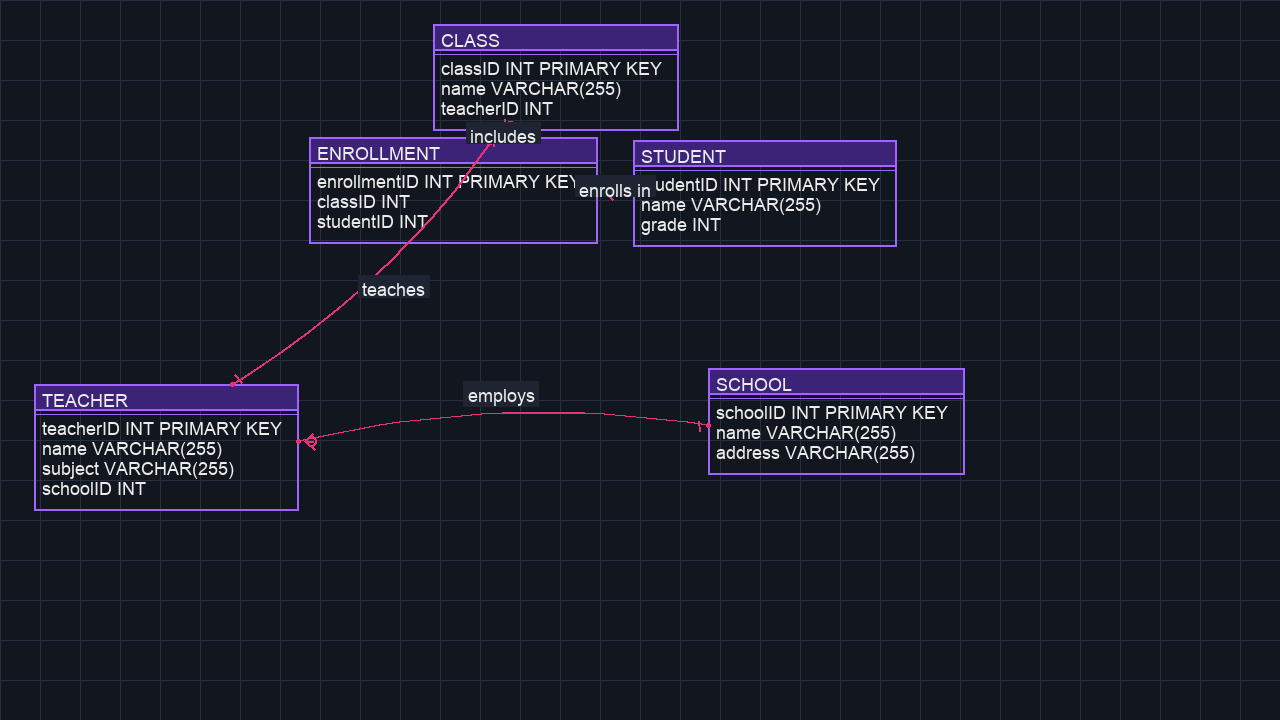 CLASS
classID INT PRIMARY KEY
name VARCHAR(255)
teacherID INT
includes
ENROLLMENT
enrollmentID INT PRIMARY KEY
classID INT
studentID INT
enrolls in
STUDENT
udentID INT PRIMARY KEY
name VARCHAR(255)
grade INT
teaches
TEACHER
teacherID INT PRIMARY KEY
name VARCHAR(255)
subject VARCHAR(255)
schoolID INT
employs
SCHOOL
schoolID INT PRIMARY KEY
name VARCHAR(255)
address VARCHAR(255)